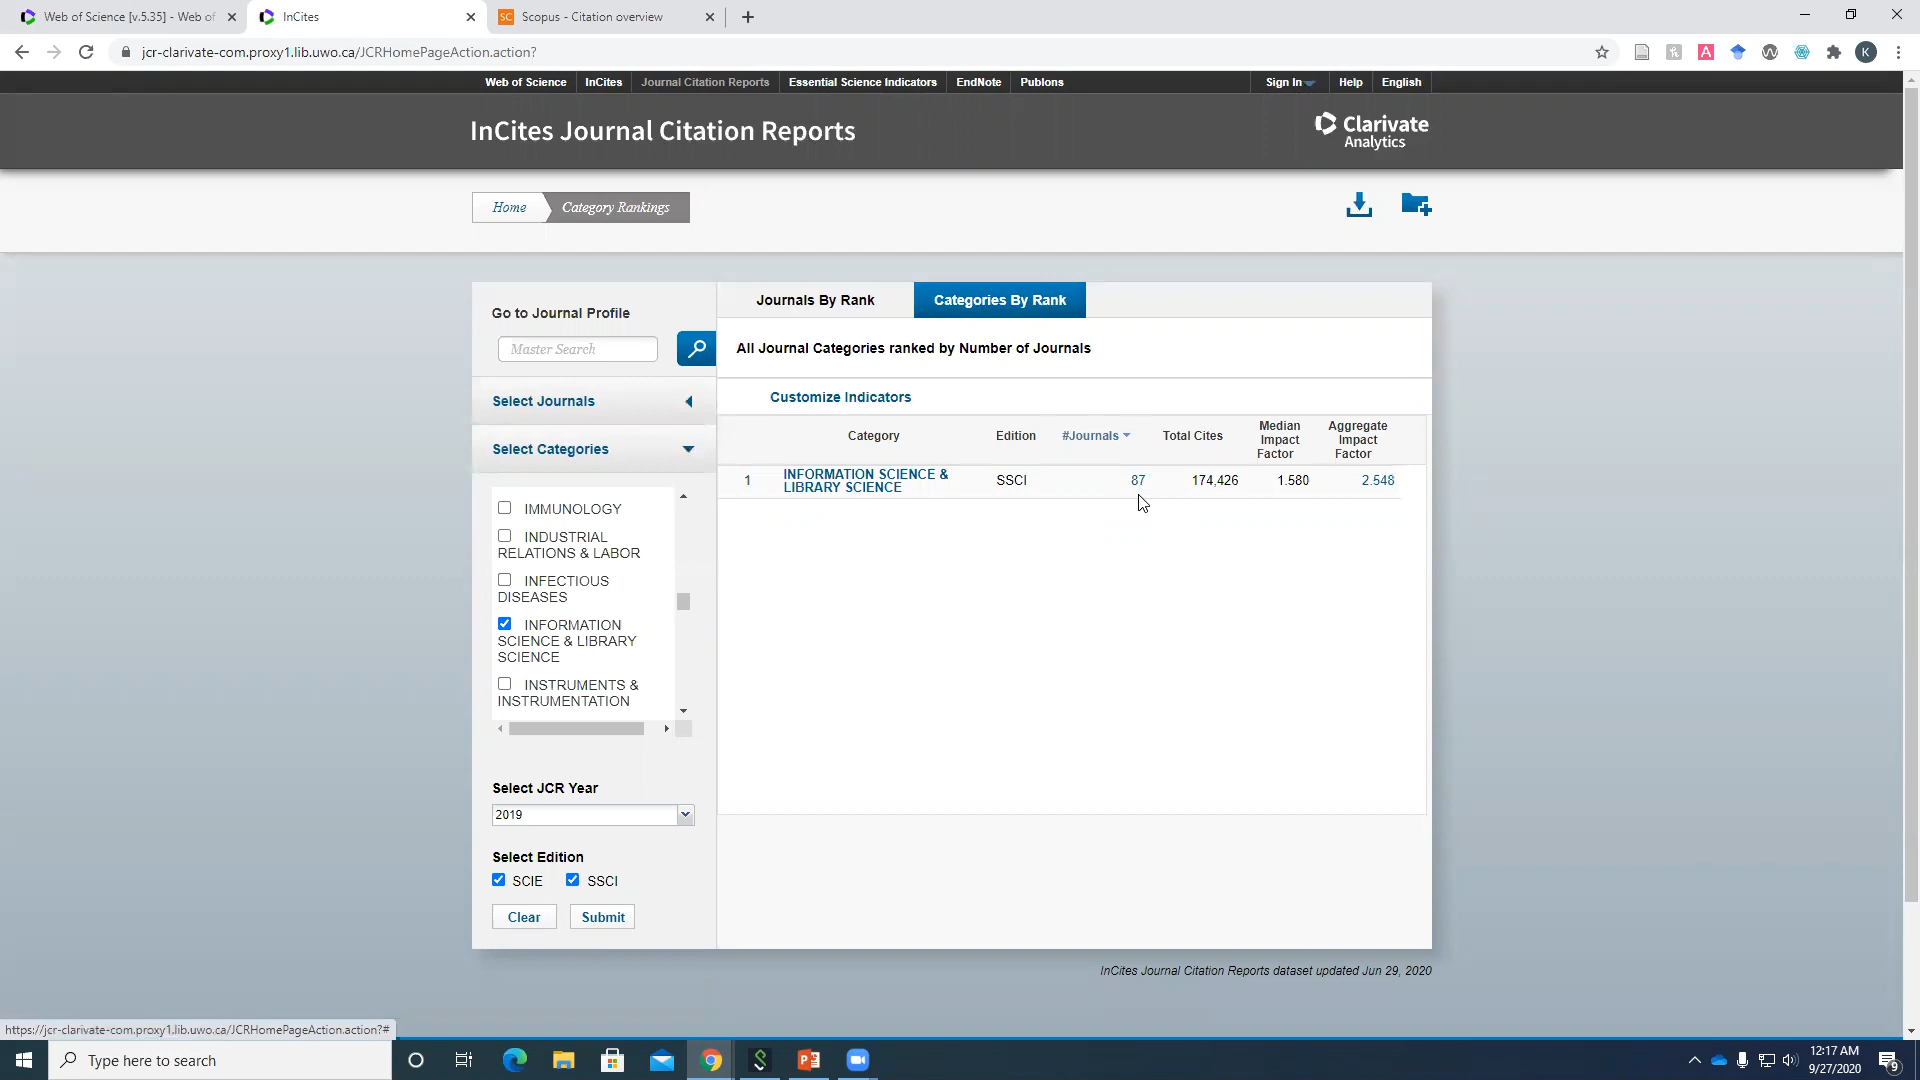 Web of Science [v.5.35] - Web of
InCites
Scopus - Citation overview
jcr-clarivate-com.proxy1.lib.uwo.ca/JCRHomePageAction.action?
Web of Science InCites Journal Citation Reports Essential Science Indicators EndNote Publons Sign In Help English
InCites Journal Citation Reports
Clarivate
Analytics
Home Category Rankings
Go to Journal Profile
Master Search
Select Journals
Select Categories
IMMUNOLOGY
INDUSTRIAL
RELATIONS & LABOR
INFECTIOUS
DISEASES
INFORMATION
SCIENCE & LIBRARY
SCIENCE
INSTRUMENTS &
INSTRUMENTATION
Select JCR Year
2019
Select Edition
SCIE SSCI
Clear Submit
Journals By Rank Categories By Rank
All Journal Categories ranked by Number of Journals
Customize Indicators
Category Edition #Journals Total Cites Median Impact Factor Aggregate Impact Factor
1 INFORMATION SCIENCE & LIBRARY SCIENCE SSCI 87 174,426 1.580 2.548
InCites Journal Citation Reports dataset updated Jun 29, 2020
https://jcr-clarivate-com.proxy1.lib.uwo.ca/JCRHomePageAction.action?#
Type here to search
12:17 AM
9/27/2020